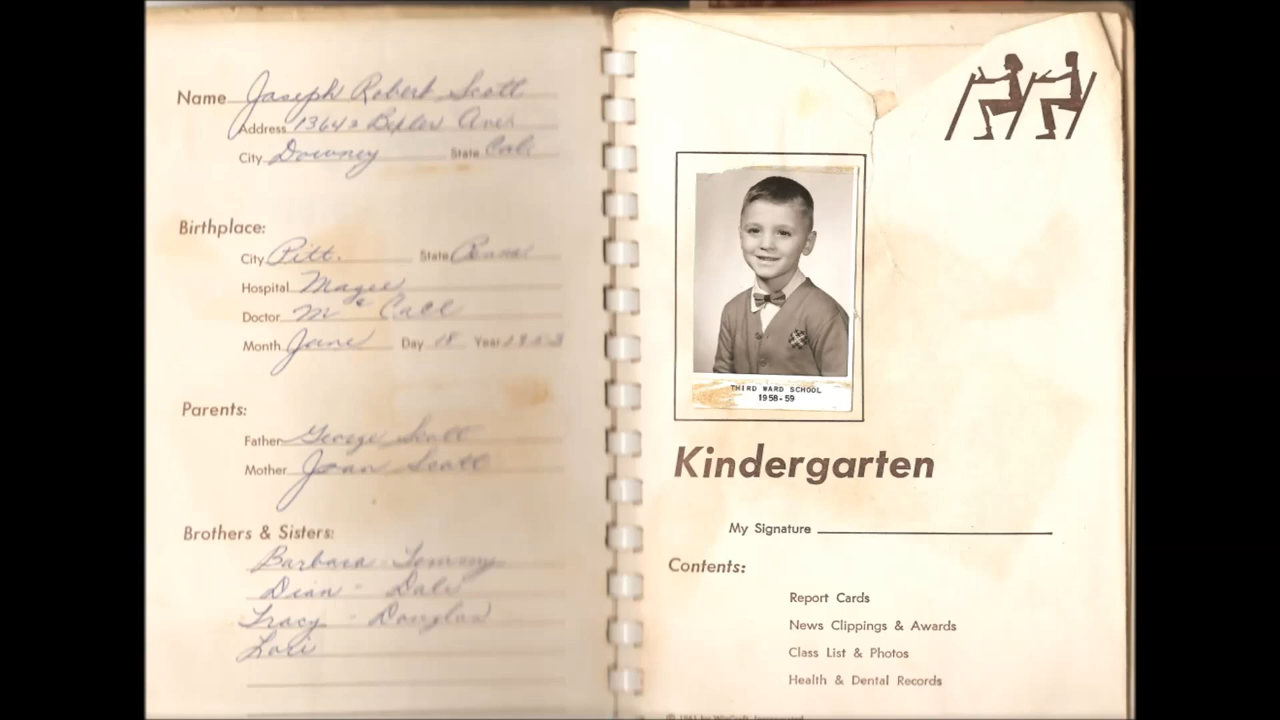 Name Joseph Robert Scott
Address 13642 Bixler Ave.
City Downey State Cal.
Birthplace:
City Pitt. State Penna.
Hospital Magee
Doctor Mc Call
Month June Day 18 Year 1953
Parents:
Father George Scott
Mother Joan Scott
Brothers & Sisters:
Barbara - Tommy
Dian - Dale
Tracy - Douglas
Lori
THIRD WARD SCHOOL
1958-59
Kindergarten
My Signature
Contents:
Report Cards
News Clippings & Awards
Class List & Photos
Health & Dental Records